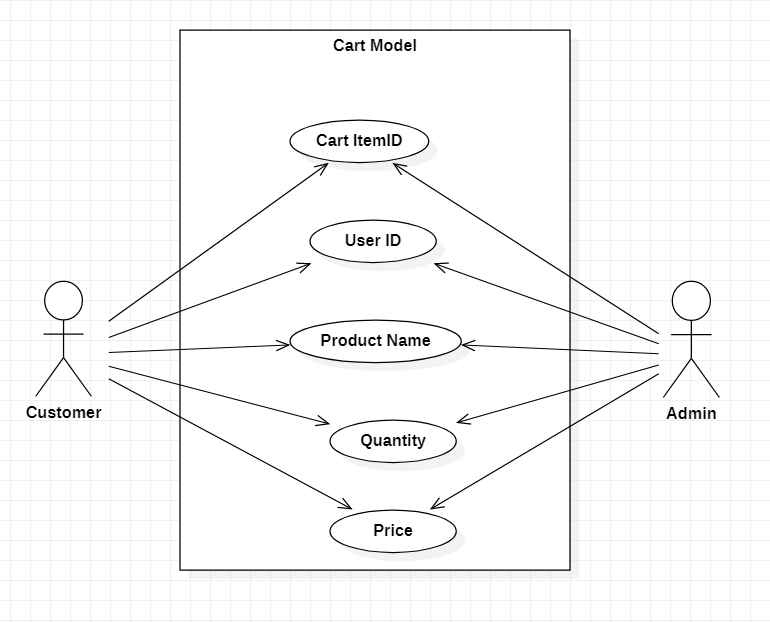 Cart Model
Cart ItemID
User ID
Product Name
Customer
Admin
Quantity
Price